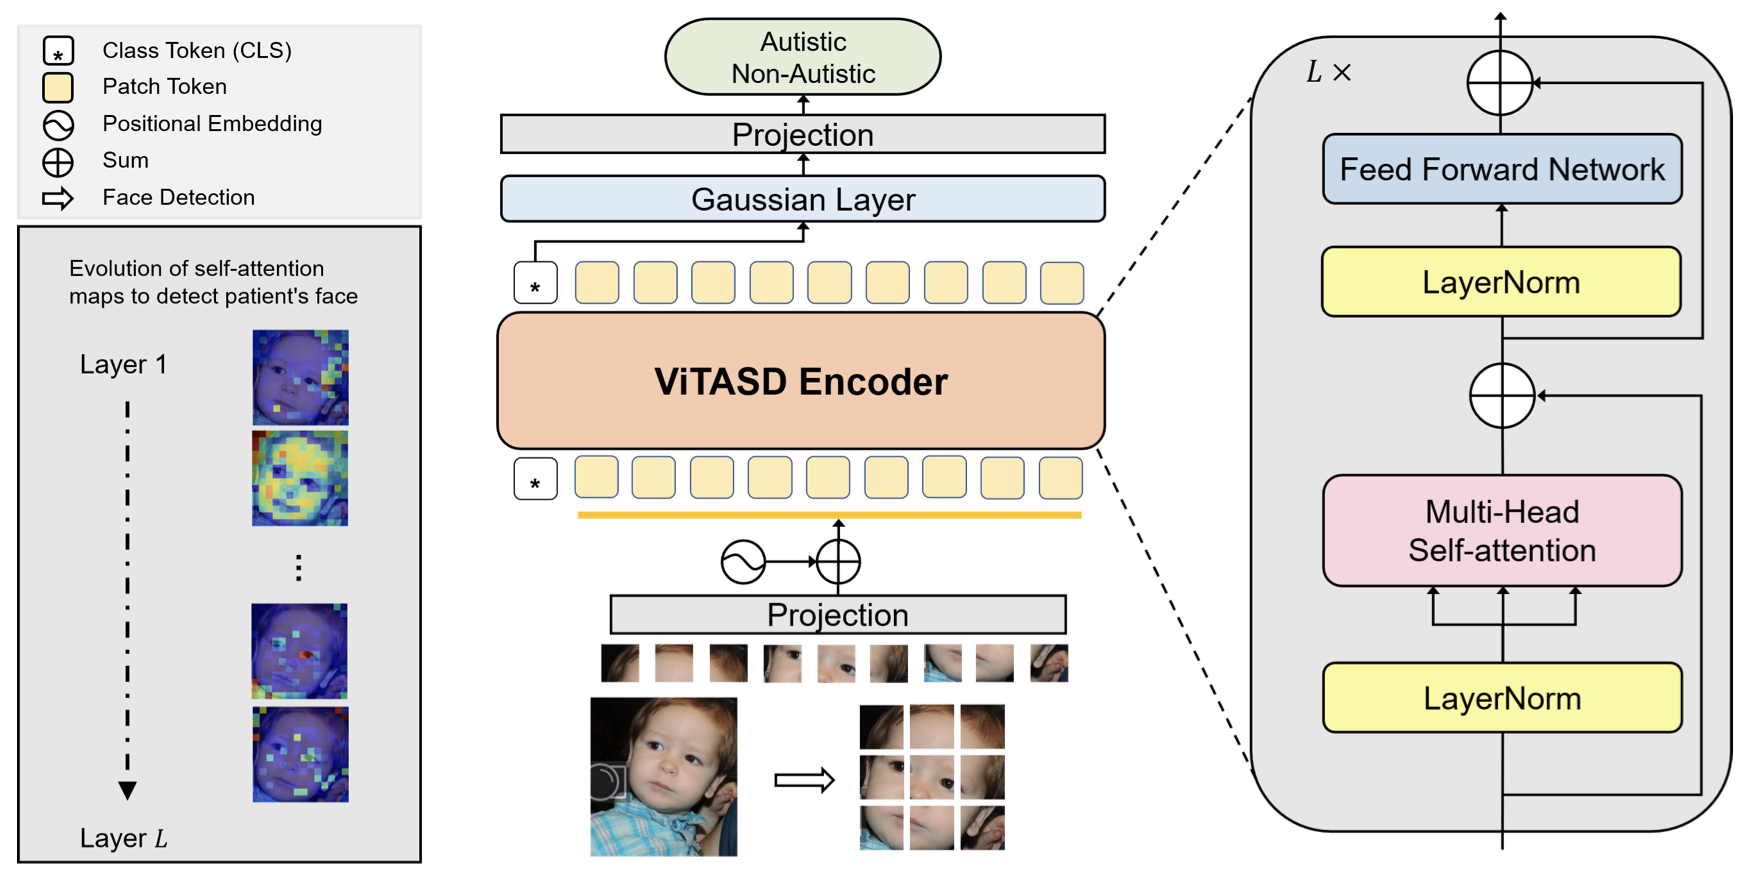 * Class Token (CLS)
Patch Token
Positional Embedding
Sum
Face Detection
Evolution of self-attention
maps to detect patient's face
Layer 1
⋮
Layer L
Autistic
Non-Autistic
Projection
Gaussian Layer
*
ViTASD Encoder
*
Projection
L ×
Feed Forward Network
LayerNorm
Multi-Head
Self-attention
LayerNorm